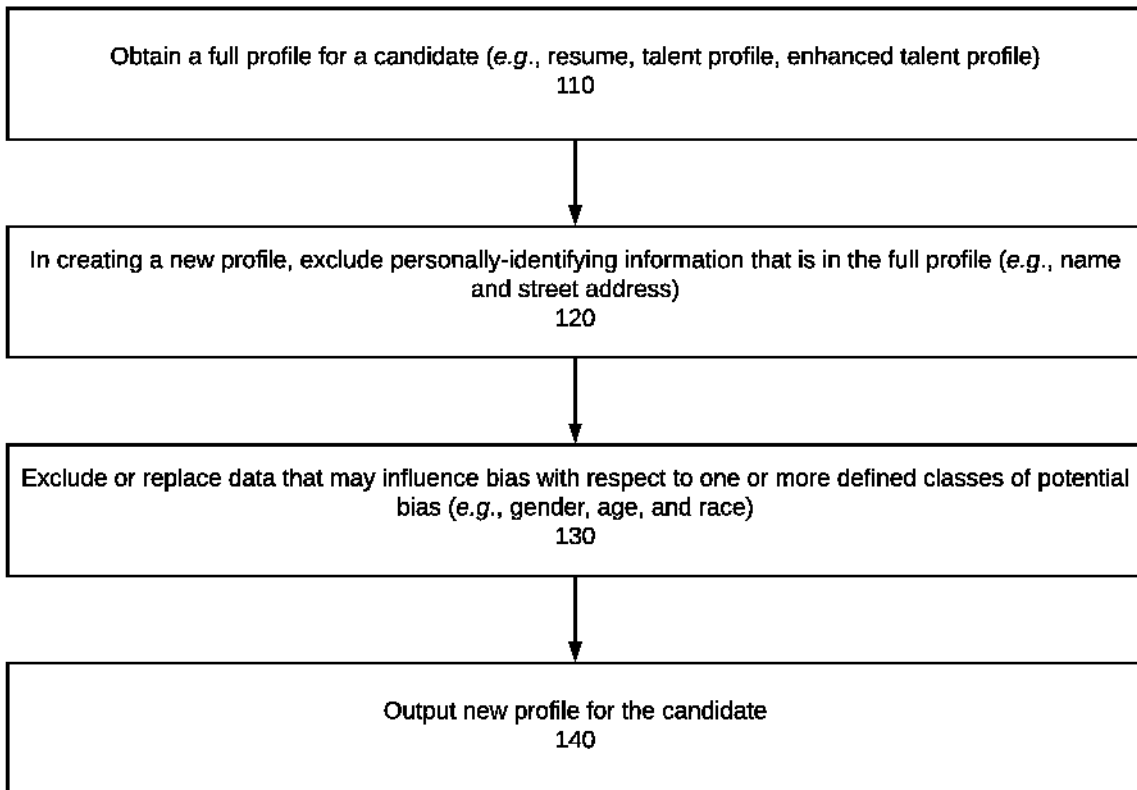 Obtain a full profile for a candidate (e.g., resume, talent profile, enhanced talent profile)
110
In creating a new profile, exclude personally-identifying information that is in the full profile (e.g., name
and street address)
120
Exclude or replace data that may influence bias with respect to one or more defined classes of potential
bias (e.g., gender, age, and race)
130
Output new profile for the candidate
140